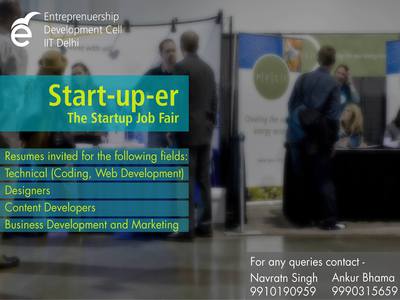 Entreprenuership
Development Cell
IIT Delhi
Start-up-er
The Startup Job Fair
Resumes invited for the following fields:
Technical (Coding, Web Development)
Designers
Content Developers
Business Development and Marketing
For any queries contact -
Navratn Singh Ankur Bhama
9910190959 9990315659